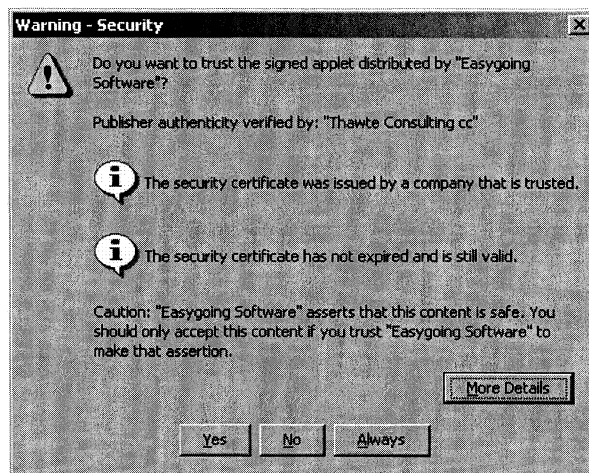 Warning - Security
Do you want to trust the signed applet distributed by "Easygoing
Software"?
Publisher authenticity verified by: "Thawte Consulting cc"
The security certificate was issued by a company that is trusted.
The security certificate has not expired and is still valid.
Caution: "Easygoing Software" asserts that this content is safe. You
should only accept this content if you trust "Easygoing Software" to
make that assertion.
More Details
Yes No Always